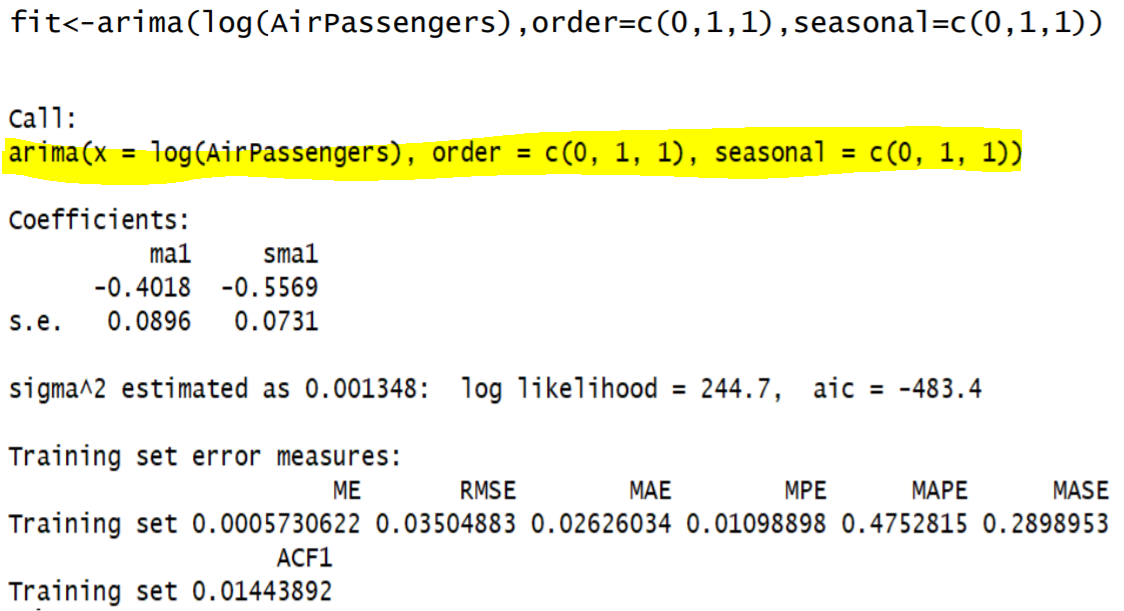 fit<-arima(log(AirPassengers),order=c(0,1,1),seasonal=c(0,1,1))
Call:
arima(x = log(AirPassengers), order = c(0, 1, 1), seasonal = c(0, 1, 1))
Coefficients:
ma1 sma1
-0.4018 -0.5569
s.e. 0.0896 0.0731
sigma^2 estimated as 0.001348: log likelihood = 244.7, aic = -483.4
Training set error measures:
ME RMSE MAE MPE MAPE MASE
Training set 0.0005730622 0.03504883 0.02626034 0.01098898 0.4752815 0.2898953
ACF1
Training set 0.01443892